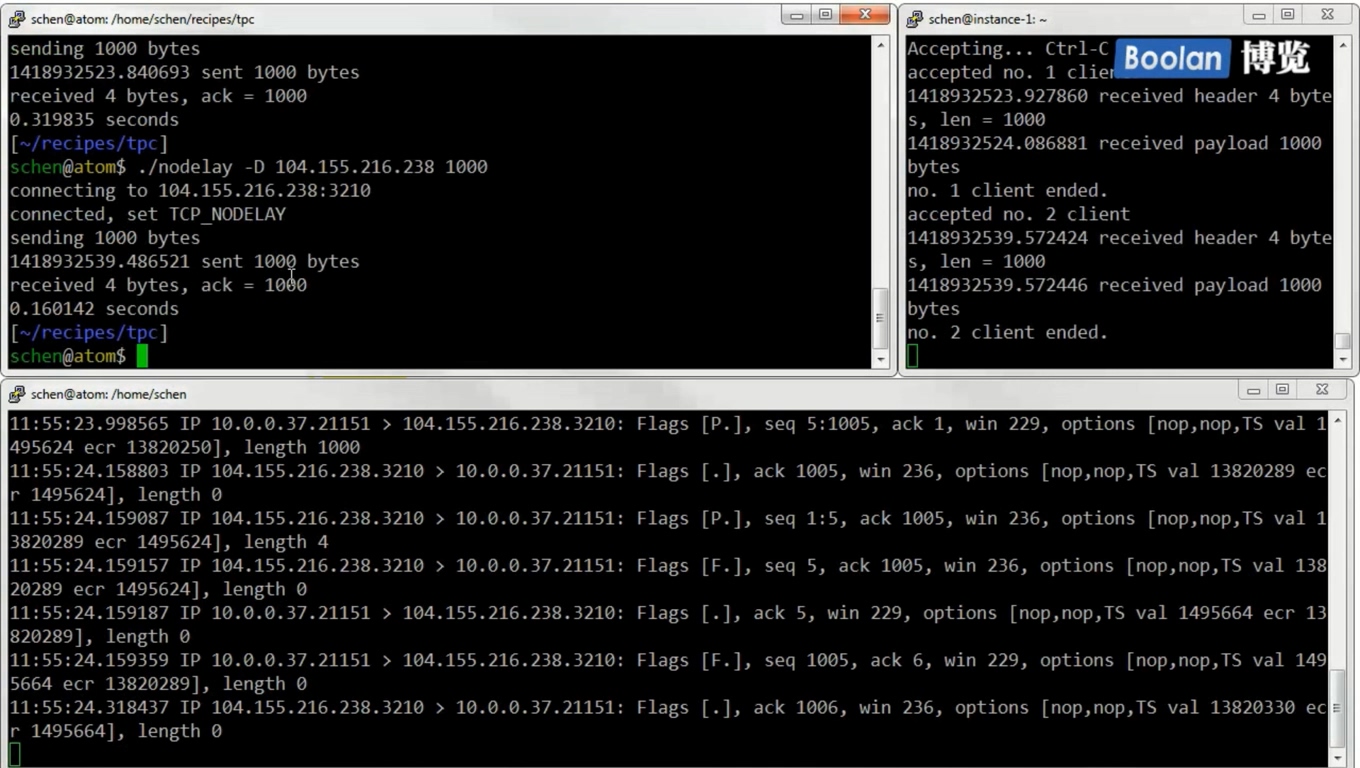 schen@atom: /home/schen/recipes/tpc
sending 1000 bytes
1418932523.840693 sent 1000 bytes
received 4 bytes, ack = 1000
0.319835 seconds
[~/recipes/tpc]
schen@atom$ ./nodelay -D 104.155.216.238 1000
connecting to 104.155.216.238:3210
connected, set TCP_NODELAY
sending 1000 bytes
1418932539.486521 sent 1000 bytes
received 4 bytes, ack = 1000
0.160142 seconds
[~/recipes/tpc]
schen@atom$
schen@instance-1: ~
Accepting... Ctrl-C
Boolan 博览
accepted no. 1 clien
1418932523.927860 received header 4 byte
s, len = 1000
1418932524.086881 received payload 1000
bytes
no. 1 client ended.
accepted no. 2 client
1418932539.572424 received header 4 byte
s, len = 1000
1418932539.572446 received payload 1000
bytes
no. 2 client ended.
schen@atom: /home/schen
11:55:23.998565 IP 10.0.0.37.21151 > 104.155.216.238.3210: Flags [P.], seq 5:1005, ack 1, win 229, options [nop,nop,TS val 1
495624 ecr 13820250], length 1000
11:55:24.158803 IP 104.155.216.238.3210 > 10.0.0.37.21151: Flags [.], ack 1005, win 236, options [nop,nop,TS val 13820289 ec
r 1495624], length 0
11:55:24.159087 IP 104.155.216.238.3210 > 10.0.0.37.21151: Flags [P.], seq 1:5, ack 1005, win 236, options [nop,nop,TS val 1
3820289 ecr 1495624], length 4
11:55:24.159157 IP 104.155.216.238.3210 > 10.0.0.37.21151: Flags [F.], seq 5, ack 1005, win 236, options [nop,nop,TS val 138
20289 ecr 1495624], length 0
11:55:24.159187 IP 10.0.0.37.21151 > 104.155.216.238.3210: Flags [.], ack 5, win 229, options [nop,nop,TS val 1495664 ecr 13
820289], length 0
11:55:24.159359 IP 10.0.0.37.21151 > 104.155.216.238.3210: Flags [F.], seq 1005, ack 6, win 229, options [nop,nop,TS val 149
5664 ecr 13820289], length 0
11:55:24.318437 IP 104.155.216.238.3210 > 10.0.0.37.21151: Flags [.], ack 1006, win 236, options [nop,nop,TS val 13820330 ec
r 1495664], length 0